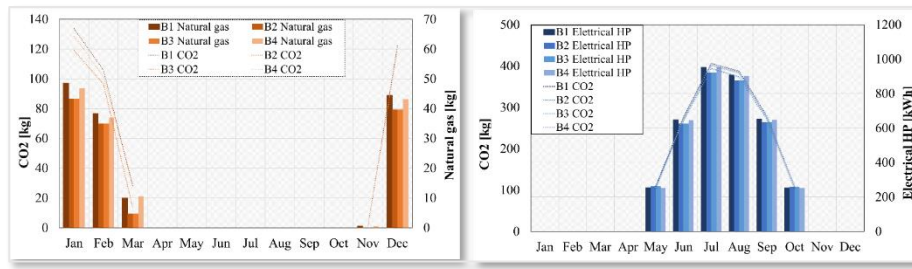 140 70
B1 Natural gas B2 Natural gas
B3 Natural gas B4 Natural gas
B1 CO2 B2 CO2
B3 CO2 B4 CO2
120 60
100 50
80 40
60 30
40 20
20 10
0 0
CO2 [kg]
Natural gas [kg]
Jan Feb Mar Apr May Jun Jul Aug Sep Oct Nov Dec
500 1200
400 1000
300 800
200 600
100 400
0 200
0
B1 Elettrical HP
B2 Elettrical HP
B3 Elettrical HP
B4 Elettrical HP
B1 CO2
B2 CO2
B3 CO2
B4 CO2
CO2 [kg]
Electrical HP [kWh]
Jan Feb Mar Apr May Jun Jul Aug Sep Oct Nov Dec